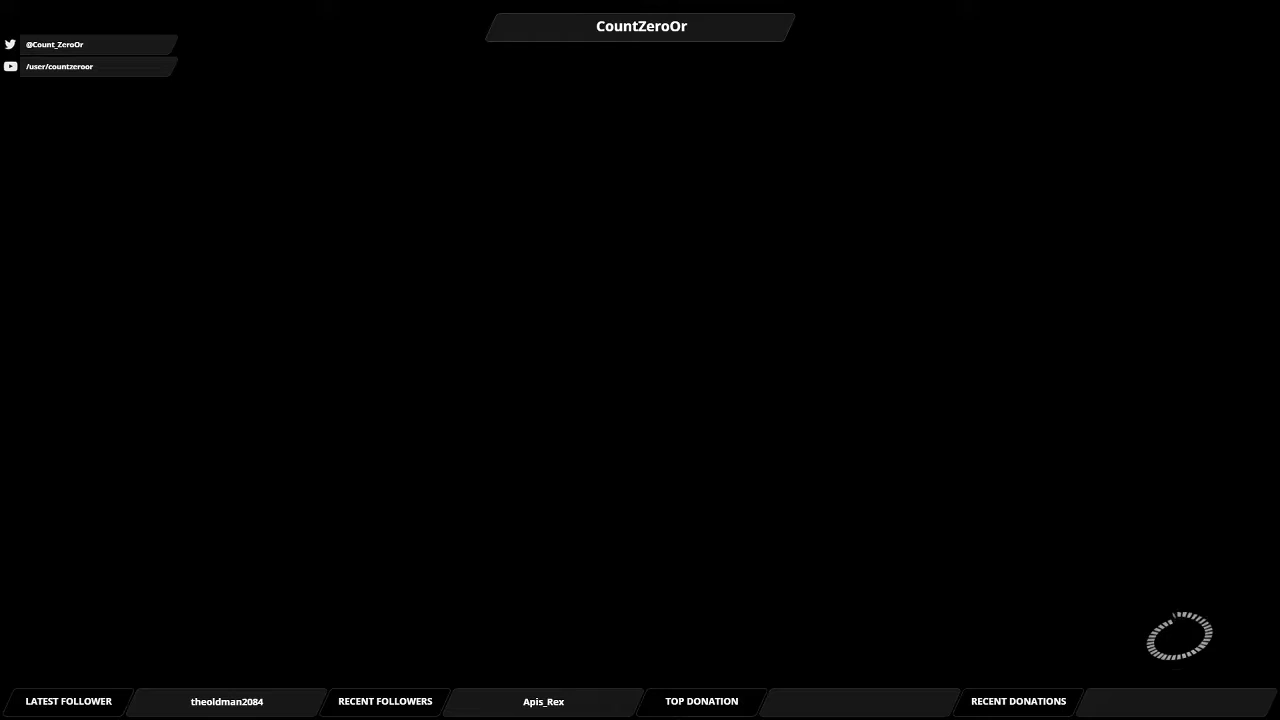 CountZeroOr
@Count_ZeroOr
/user/countzeroor
LATEST FOLLOWER
theoldman2084
RECENT FOLLOWERS
Apis_Rex
TOP DONATION
RECENT DONATIONS